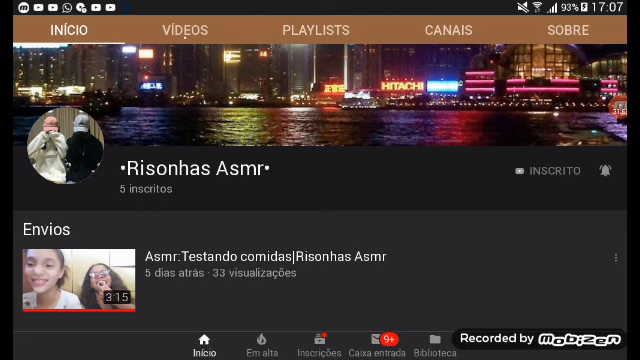 93% 17:07
INÍCIO VÍDEOS PLAYLISTS CANAIS SOBRE
HITACHI
•Risonhas Asmr•
5 inscritos
INSCRITO
Envios
Asmr:Testando comidas|Risonhas Asmr
5 dias atrás · 33 visualizações
3:15
9+
Início Em alta Inscrições Caixa entrada Biblioteca
Recorded by MOBIZEN